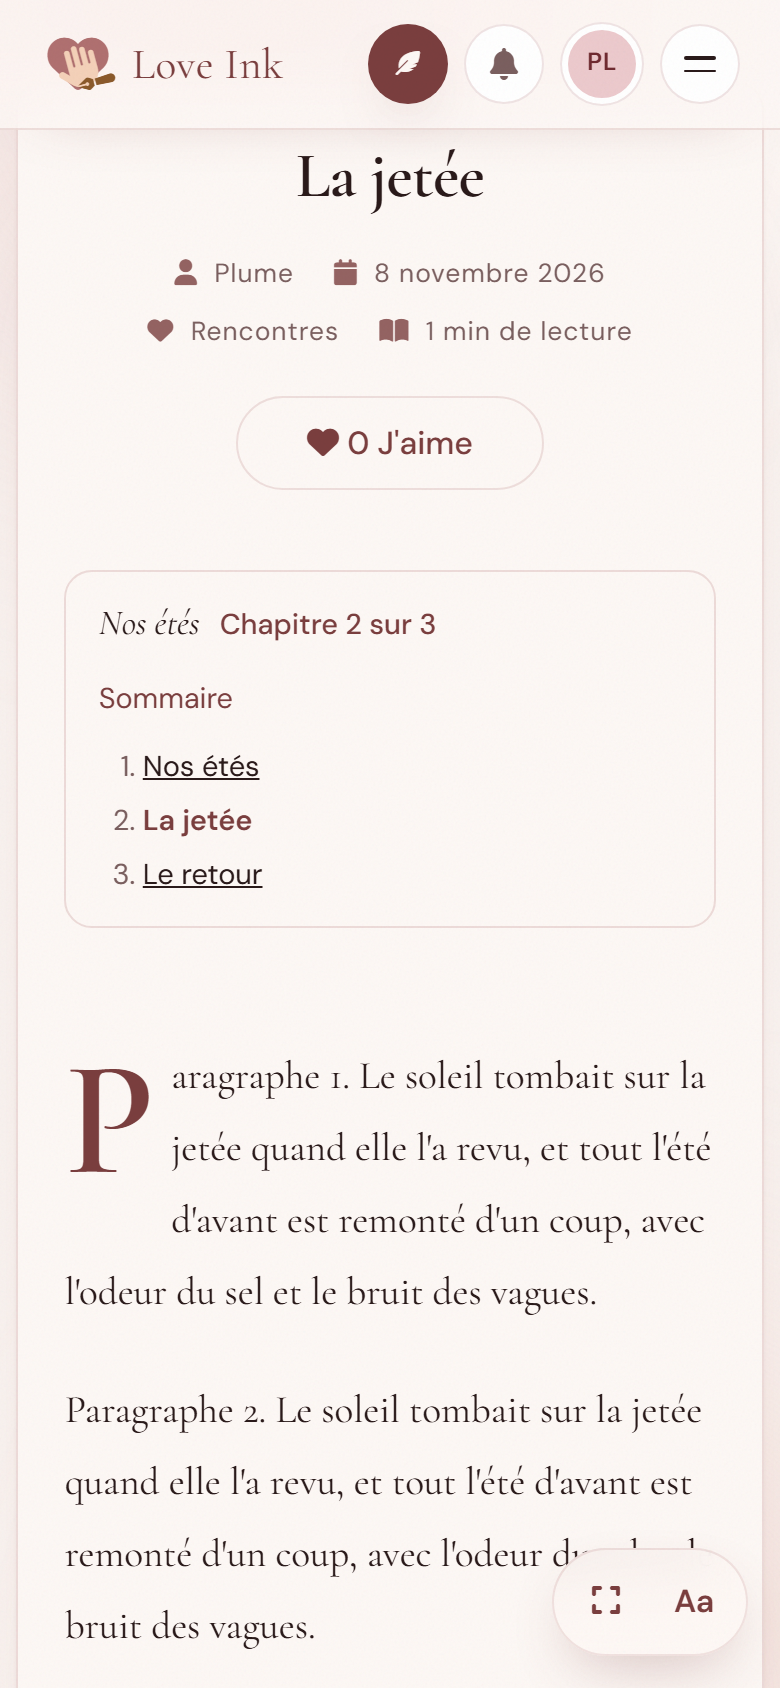 Love Ink
PL
La jetée
Plume
8 novembre 2026
Rencontres
1 min de lecture
0 J'aime
Nos étés Chapitre 2 sur 3
Sommaire
1. Nos étés
2. La jetée
3. Le retour
Paragraphe 1. Le soleil tombait sur la
jetée quand elle l'a revu, et tout l'été
d'avant est remonté d'un coup, avec
l'odeur du sel et le bruit des vagues.
Paragraphe 2. Le soleil tombait sur la jetée
quand elle l'a revu, et tout l'été d'avant est
remonté d'un coup, avec l'odeur
bruit des vagues.
Aa